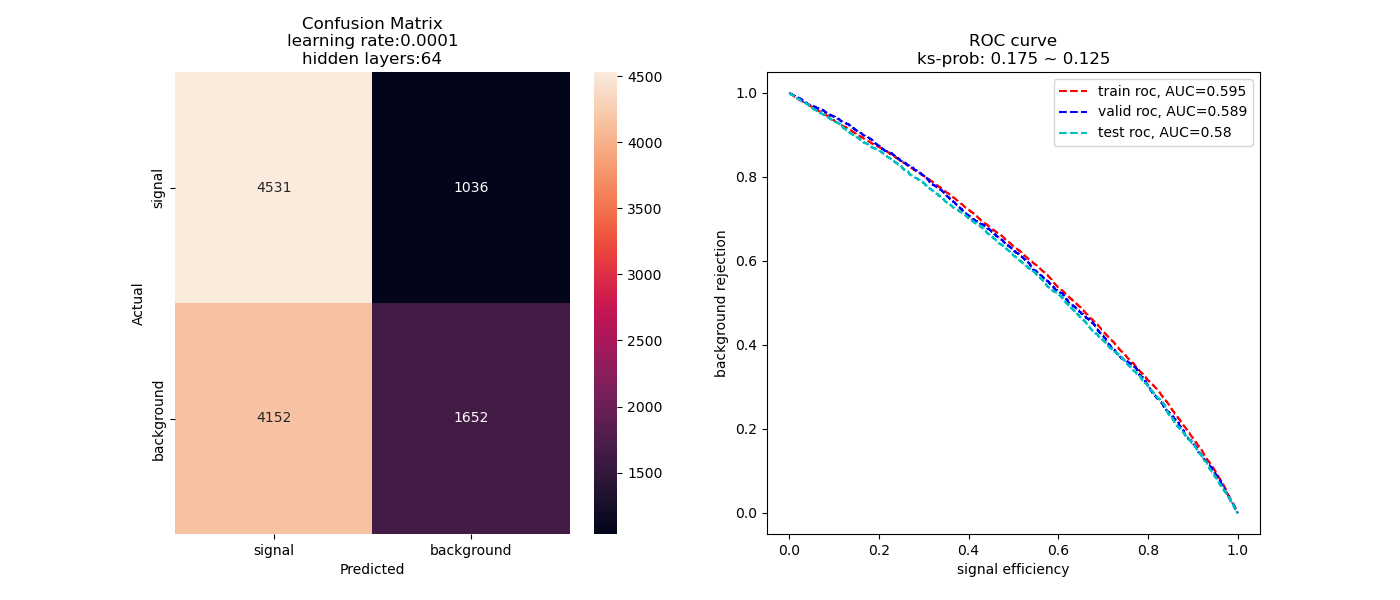 Confusion Matrix
learning rate:0.0001
hidden layers:64
signal
background
Actual
4531
1036
4152
1652
signal
background
Predicted
4500
4000
3500
3000
2500
2000
1500
ROC curve
ks-prob: 0.175 ~ 0.125
train roc, AUC=0.595
valid roc, AUC=0.589
test roc, AUC=0.58
background rejection
1.0
0.8
0.6
0.4
0.2
0.0
0.0
0.2
0.4
0.6
0.8
1.0
signal efficiency